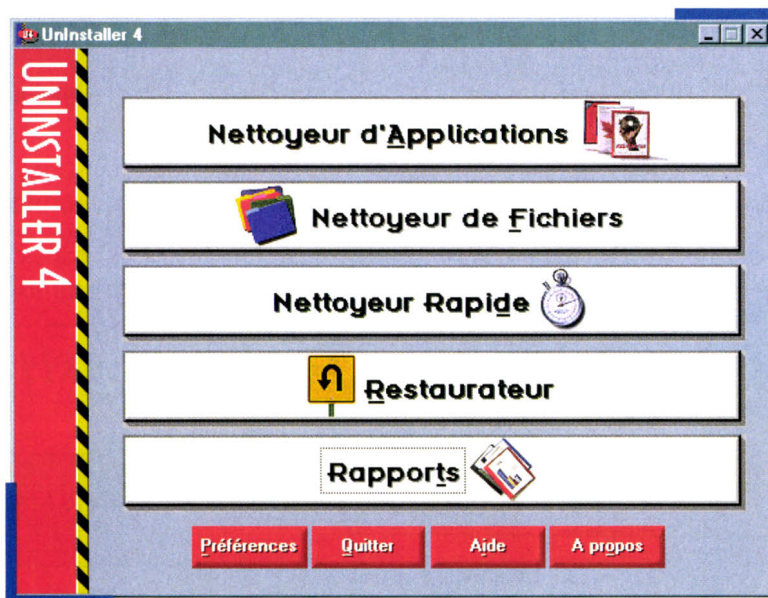 UnInstaller 4
UNINSTALLER 4
Nettoyeur d'Applications
Nettoyeur de Fichiers
Nettoyeur Rapide
Restaurateur
Rapports
Préférences
Quitter
Aide
A propos